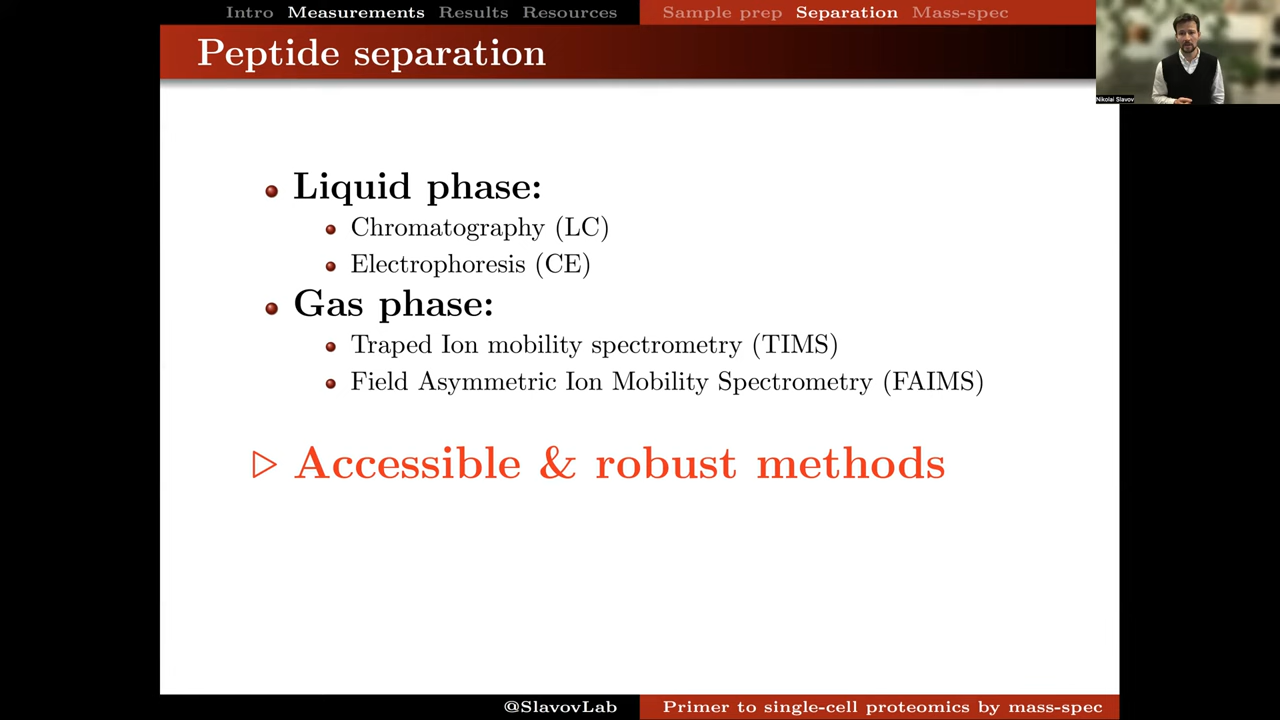 Intro Measurements Results Resources Sample prep Separation Mass-spec
Peptide separation
Nikolai Slavov
Liquid phase:
Chromatography (LC)
Electrophoresis (CE)
Gas phase:
Traped Ion mobility spectrometry (TIMS)
Field Asymmetric Ion Mobility Spectrometry (FAIMS)
Accessible & robust methods
@SlavovLab Primer to single-cell proteomics by mass-spec